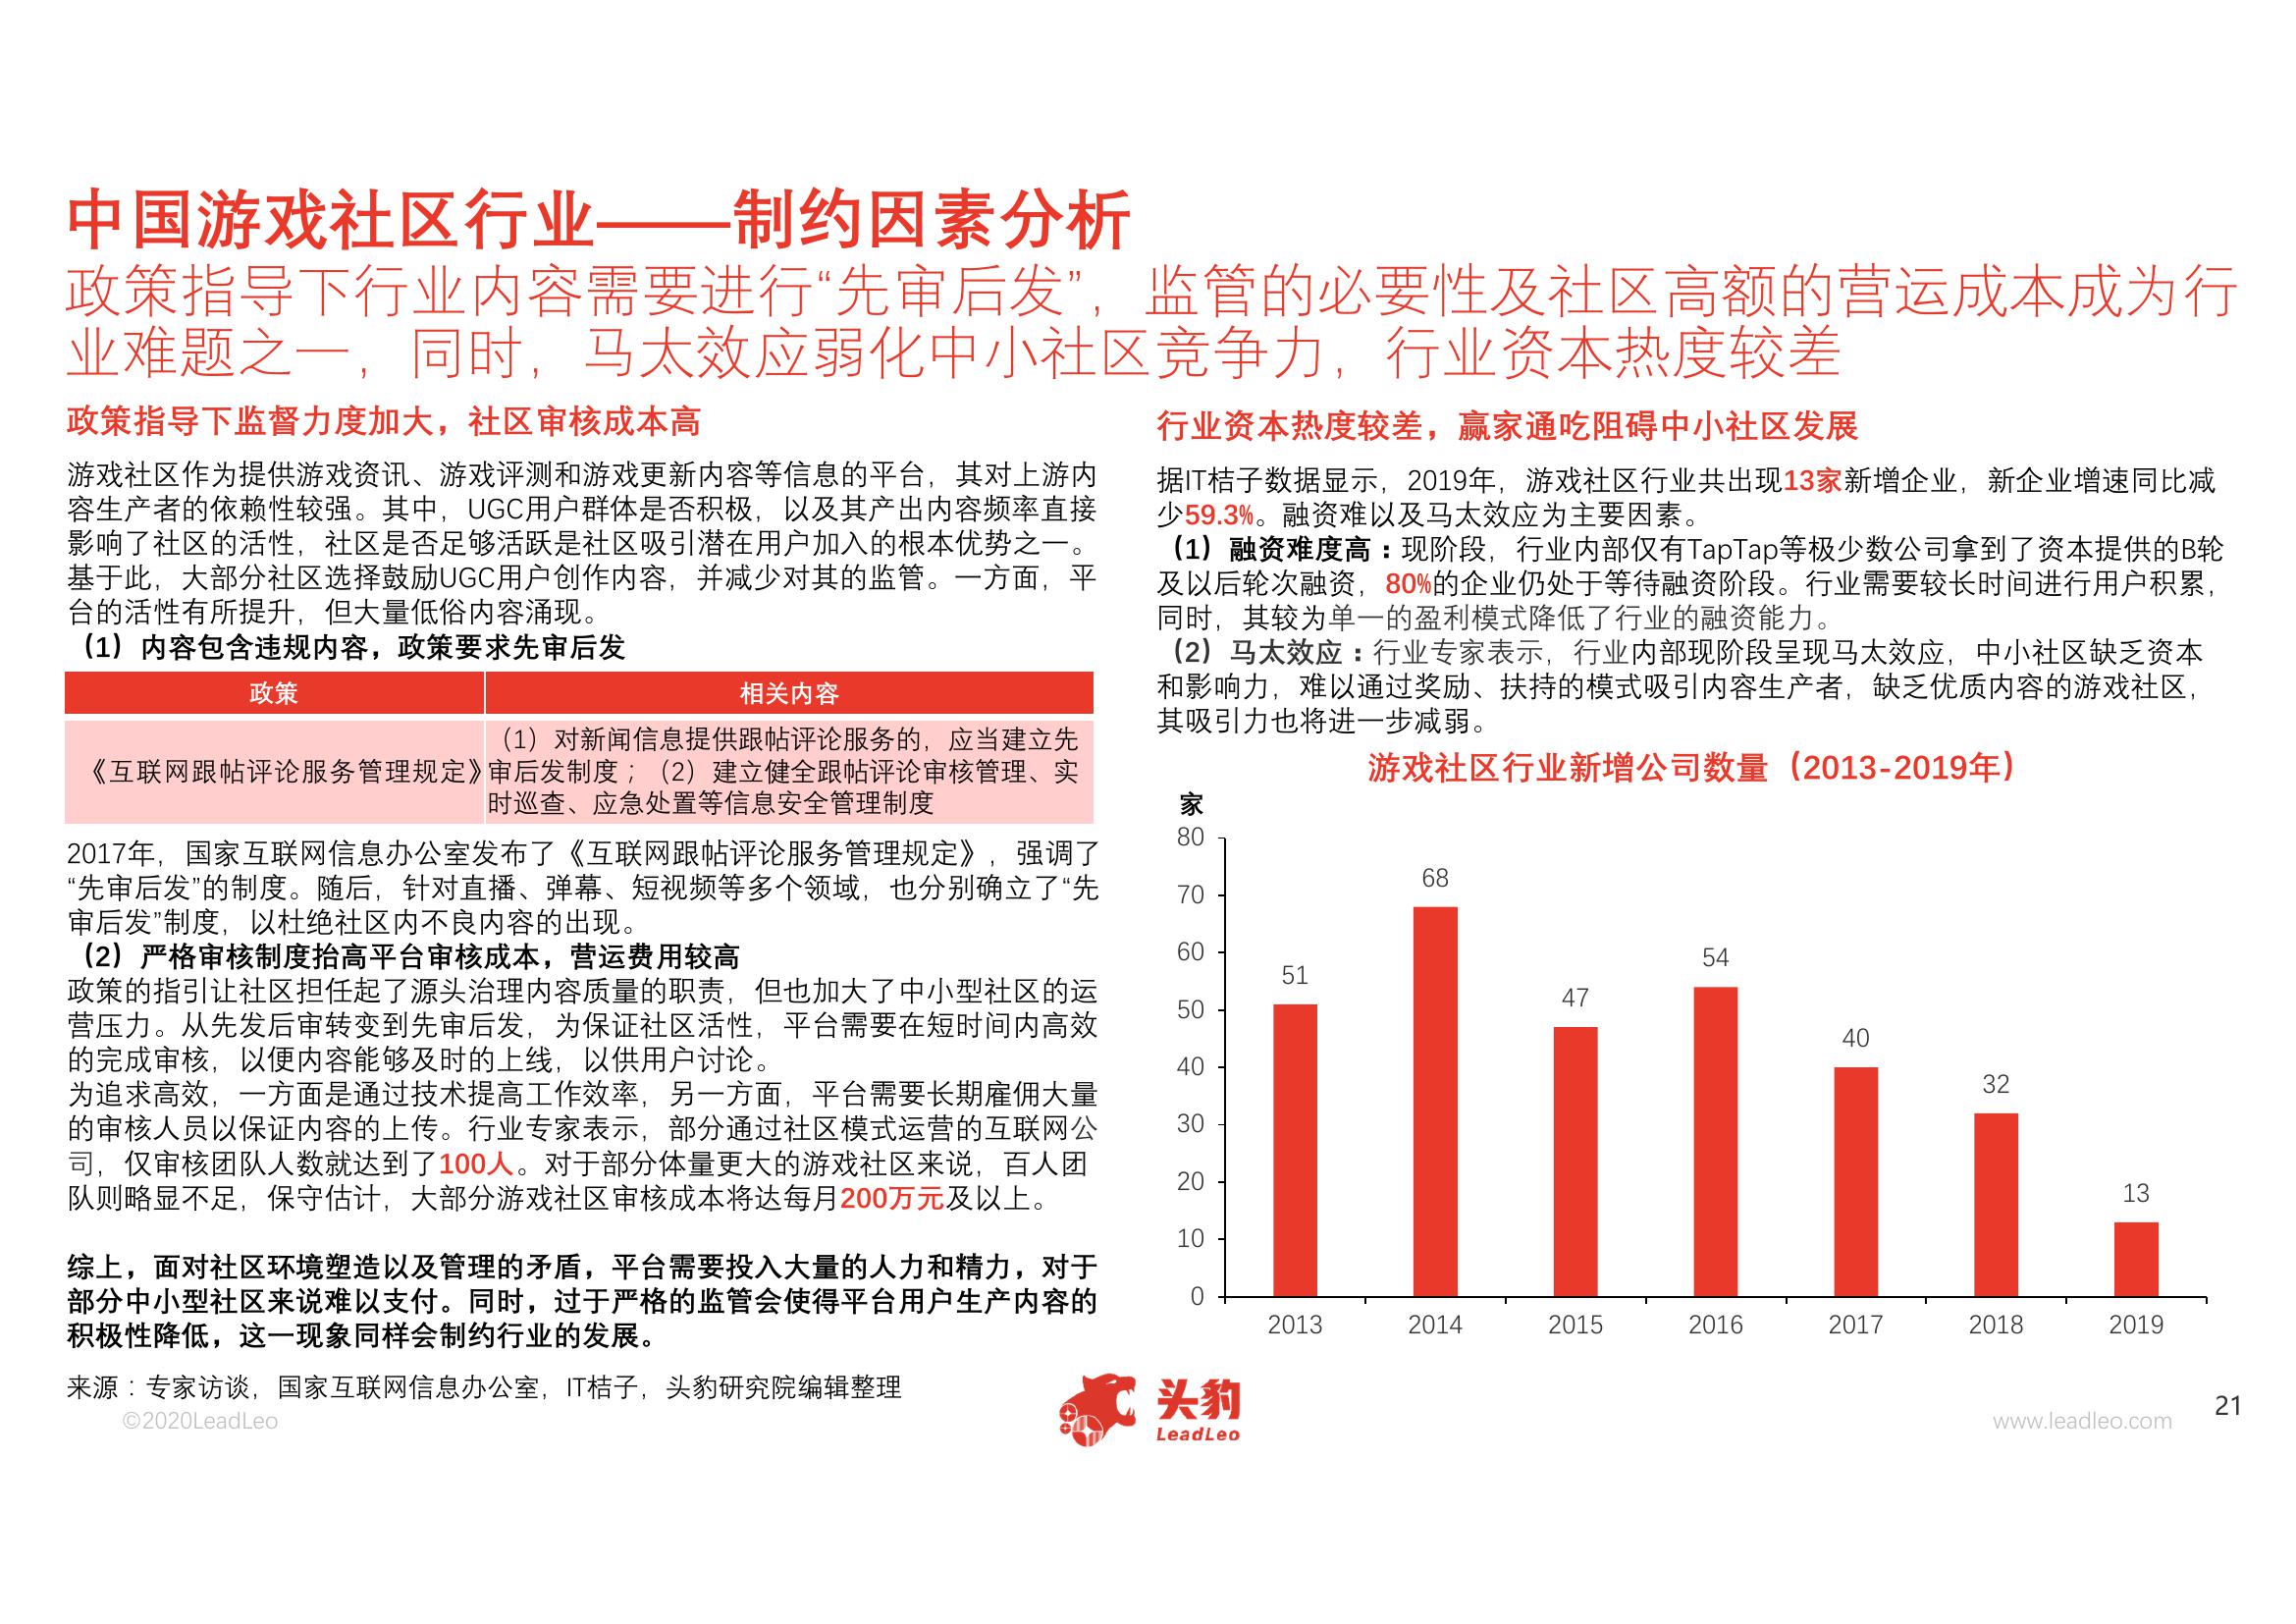 中国游戏社区行业——制约因素分析
政策指导下行业内容需要进行“先审后发”，监管的必要性及社区高额的营运成本成为行
业难题之一，同时，马太效应弱化中小社区竞争力，行业资本热度较差
政策指导下监督力度加大，社区审核成本高
游戏社区作为提供游戏资讯、游戏评测和游戏更新内容等信息的平台，其对上游内
容生产者的依赖性较强。其中，UGC用户群体是否积极，以及其产出内容频率直接
影响了社区的活性，社区是否足够活跃是社区吸引潜在用户加入的根本优势之一。
基于此，大部分社区选择鼓励UGC用户创作内容，并减少对其的监管。一方面，平
台的活性有所提升，但大量低俗内容涌现。
（1）内容包含违规内容，政策要求先审后发
政策
相关内容
《互联网跟帖评论服务管理规定》
（1）对新闻信息提供跟帖评论服务的，应当建立先
审后发制度；（2）建立健全跟帖评论审核管理、实
时巡查、应急处置等信息安全管理制度
2017年，国家互联网信息办公室发布了《互联网跟帖评论服务管理规定》，强调了
“先审后发”的制度。随后，针对直播、弹幕、短视频等多个领域，也分别确立了“先
审后发”制度，以杜绝社区内不良内容的出现。
（2）严格审核制度抬高平台审核成本，营运费用较高
政策的指引让社区担任起了源头治理内容质量的职责，但也加大了中小型社区的运
营压力。从先发后审转变到先审后发，为保证社区活性，平台需要在短时间内高效
的完成审核，以便内容能够及时的上线，以供用户讨论。
为追求高效，一方面是通过技术提高工作效率，另一方面，平台需要长期雇佣大量
的审核人员以保证内容的上传。行业专家表示，部分通过社区模式运营的互联网公
司，仅审核团队人数就达到了100人。对于部分体量更大的游戏社区来说，百人团
队则略显不足，保守估计，大部分游戏社区审核成本将达每月200万元及以上。
综上，面对社区环境塑造以及管理的矛盾，平台需要投入大量的人力和精力，对于
部分中小型社区来说难以支付。同时，过于严格的监管会使得平台用户生产内容的
积极性降低，这一现象同样会制约行业的发展。
行业资本热度较差，赢家通吃阻碍中小社区发展
据IT桔子数据显示，2019年，游戏社区行业共出现13家新增企业，新企业增速同比减
少59.3%。融资难以及马太效应为主要因素。
（1）融资难度高：现阶段，行业内部仅有TapTap等极少数公司拿到了资本提供的B轮
及以后轮次融资，80%的企业仍处于等待融资阶段。行业需要较长时间进行用户积累，
同时，其较为单一的盈利模式降低了行业的融资能力。
（2）马太效应：行业专家表示，行业内部现阶段呈现马太效应，中小社区缺乏资本
和影响力，难以通过奖励、扶持的模式吸引内容生产者，缺乏优质内容的游戏社区，
其吸引力也将进一步减弱。
游戏社区行业新增公司数量（2013-2019年）
家
80
70
60
50
40
30
20
10
0
51
68
47
54
40
32
13
2013
2014
2015
2016
2017
2018
2019
来源：专家访谈，国家互联网信息办公室，IT桔子，头豹研究院编辑整理
©2020LeadLeo
头豹
LeadLeo
www.leadleo.com
21